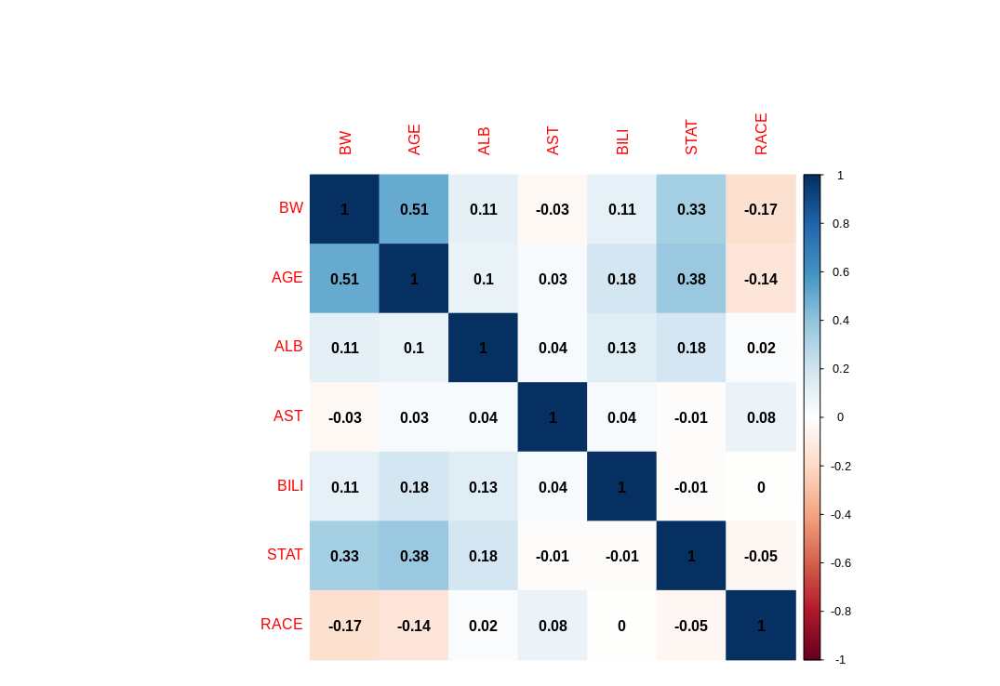 BW AGE ALB AST BILI STAT RACE
BW 1 0.51 0.11 -0.03 0.11 0.33 -0.17
AGE 0.51 1 0.1 0.03 0.18 0.38 -0.14
ALB 0.11 0.1 1 0.04 0.13 0.18 0.02
AST -0.03 0.03 0.04 1 0.04 -0.01 0.08
BILI 0.11 0.18 0.13 0.04 1 -0.01 0
STAT 0.33 0.38 0.18 -0.01 -0.01 1 -0.05
RACE -0.17 -0.14 0.02 0.08 0 -0.05 1
1
0.8
0.6
0.4
0.2
0
-0.2
-0.4
-0.6
-0.8
-1